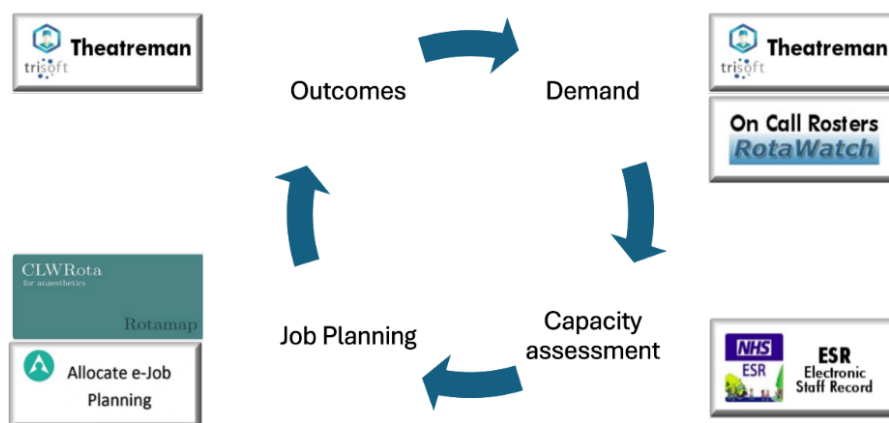 Theatreman
trisoft
Outcomes
Demand
Theatreman
trisoft
On Call Rosters
RotaWatch
CLWRota
for anaesthetics
Rotamap
Allocate e-Job
Planning
Job Planning
Capacity
assessment
NHS
ESR
ESR
Electronic
Staff Record